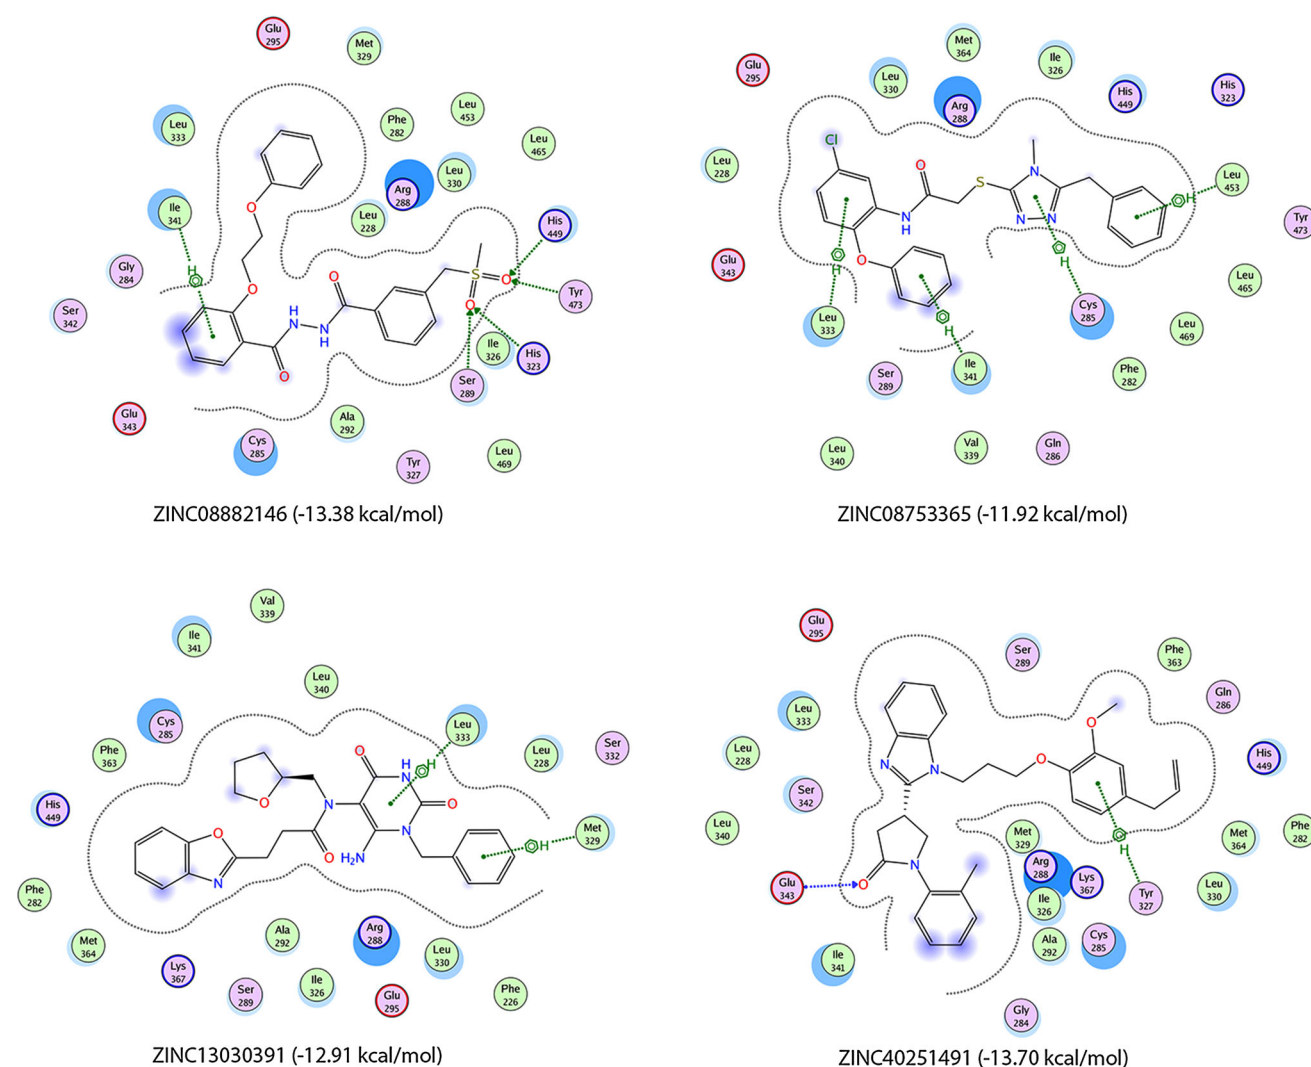 Glu 295
Met 329
Leu 333
Phe 282
Leu 453
Leu 465
Leu 330
Arg 288
Ile 341
Leu 228
His 449
Gly 284
Ser 342
Tyr 473
Ile 326
His 323
Ser 289
Glu 343
Ala 292
Cys 285
Tyr 327
Leu 469
O
O
O
O
N
H
N
H
S
O
O
H
ZINC08882146 (-13.38 kcal/mol)
Met 364
Ile 326
Glu 295
Leu 330
Arg 288
His 449
His 323
Leu 228
Leu 453
Tyr 473
Glu 343
Leu 465
Cys 285
Leu 333
Leu 469
Ile 341
Ser 289
Phe 282
Leu 340
Val 339
Gln 286
Cl
O
S
N
N
N
N
H
O
H
H
H
H
ZINC08753365 (-11.92 kcal/mol)
Val 339
Ile 341
Leu 340
Cys 285
Leu 333
Phe 363
Leu 228
Ser 332
His 449
Met 329
Phe 282
Ala 292
Arg 288
Met 364
Leu 330
Lys 367
Ser 289
Ile 326
Glu 295
Phe 226
O
O
N
O
N
O
NH
O
N
H₂N
H
H
ZINC13030391 (-12.91 kcal/mol)
Glu 295
Ser 289
Phe 363
Gln 286
Leu 333
Leu 228
His 449
Ser 342
Leu 340
Met 329
Met 364
Phe 282
Arg 288
Lys 367
Glu 343
Ile 326
Tyr 327
Leu 330
Ala 292
Cys 285
Ile 341
Gly 284
N
N
O
O
O
N
H
ZINC40251491 (-13.70 kcal/mol)